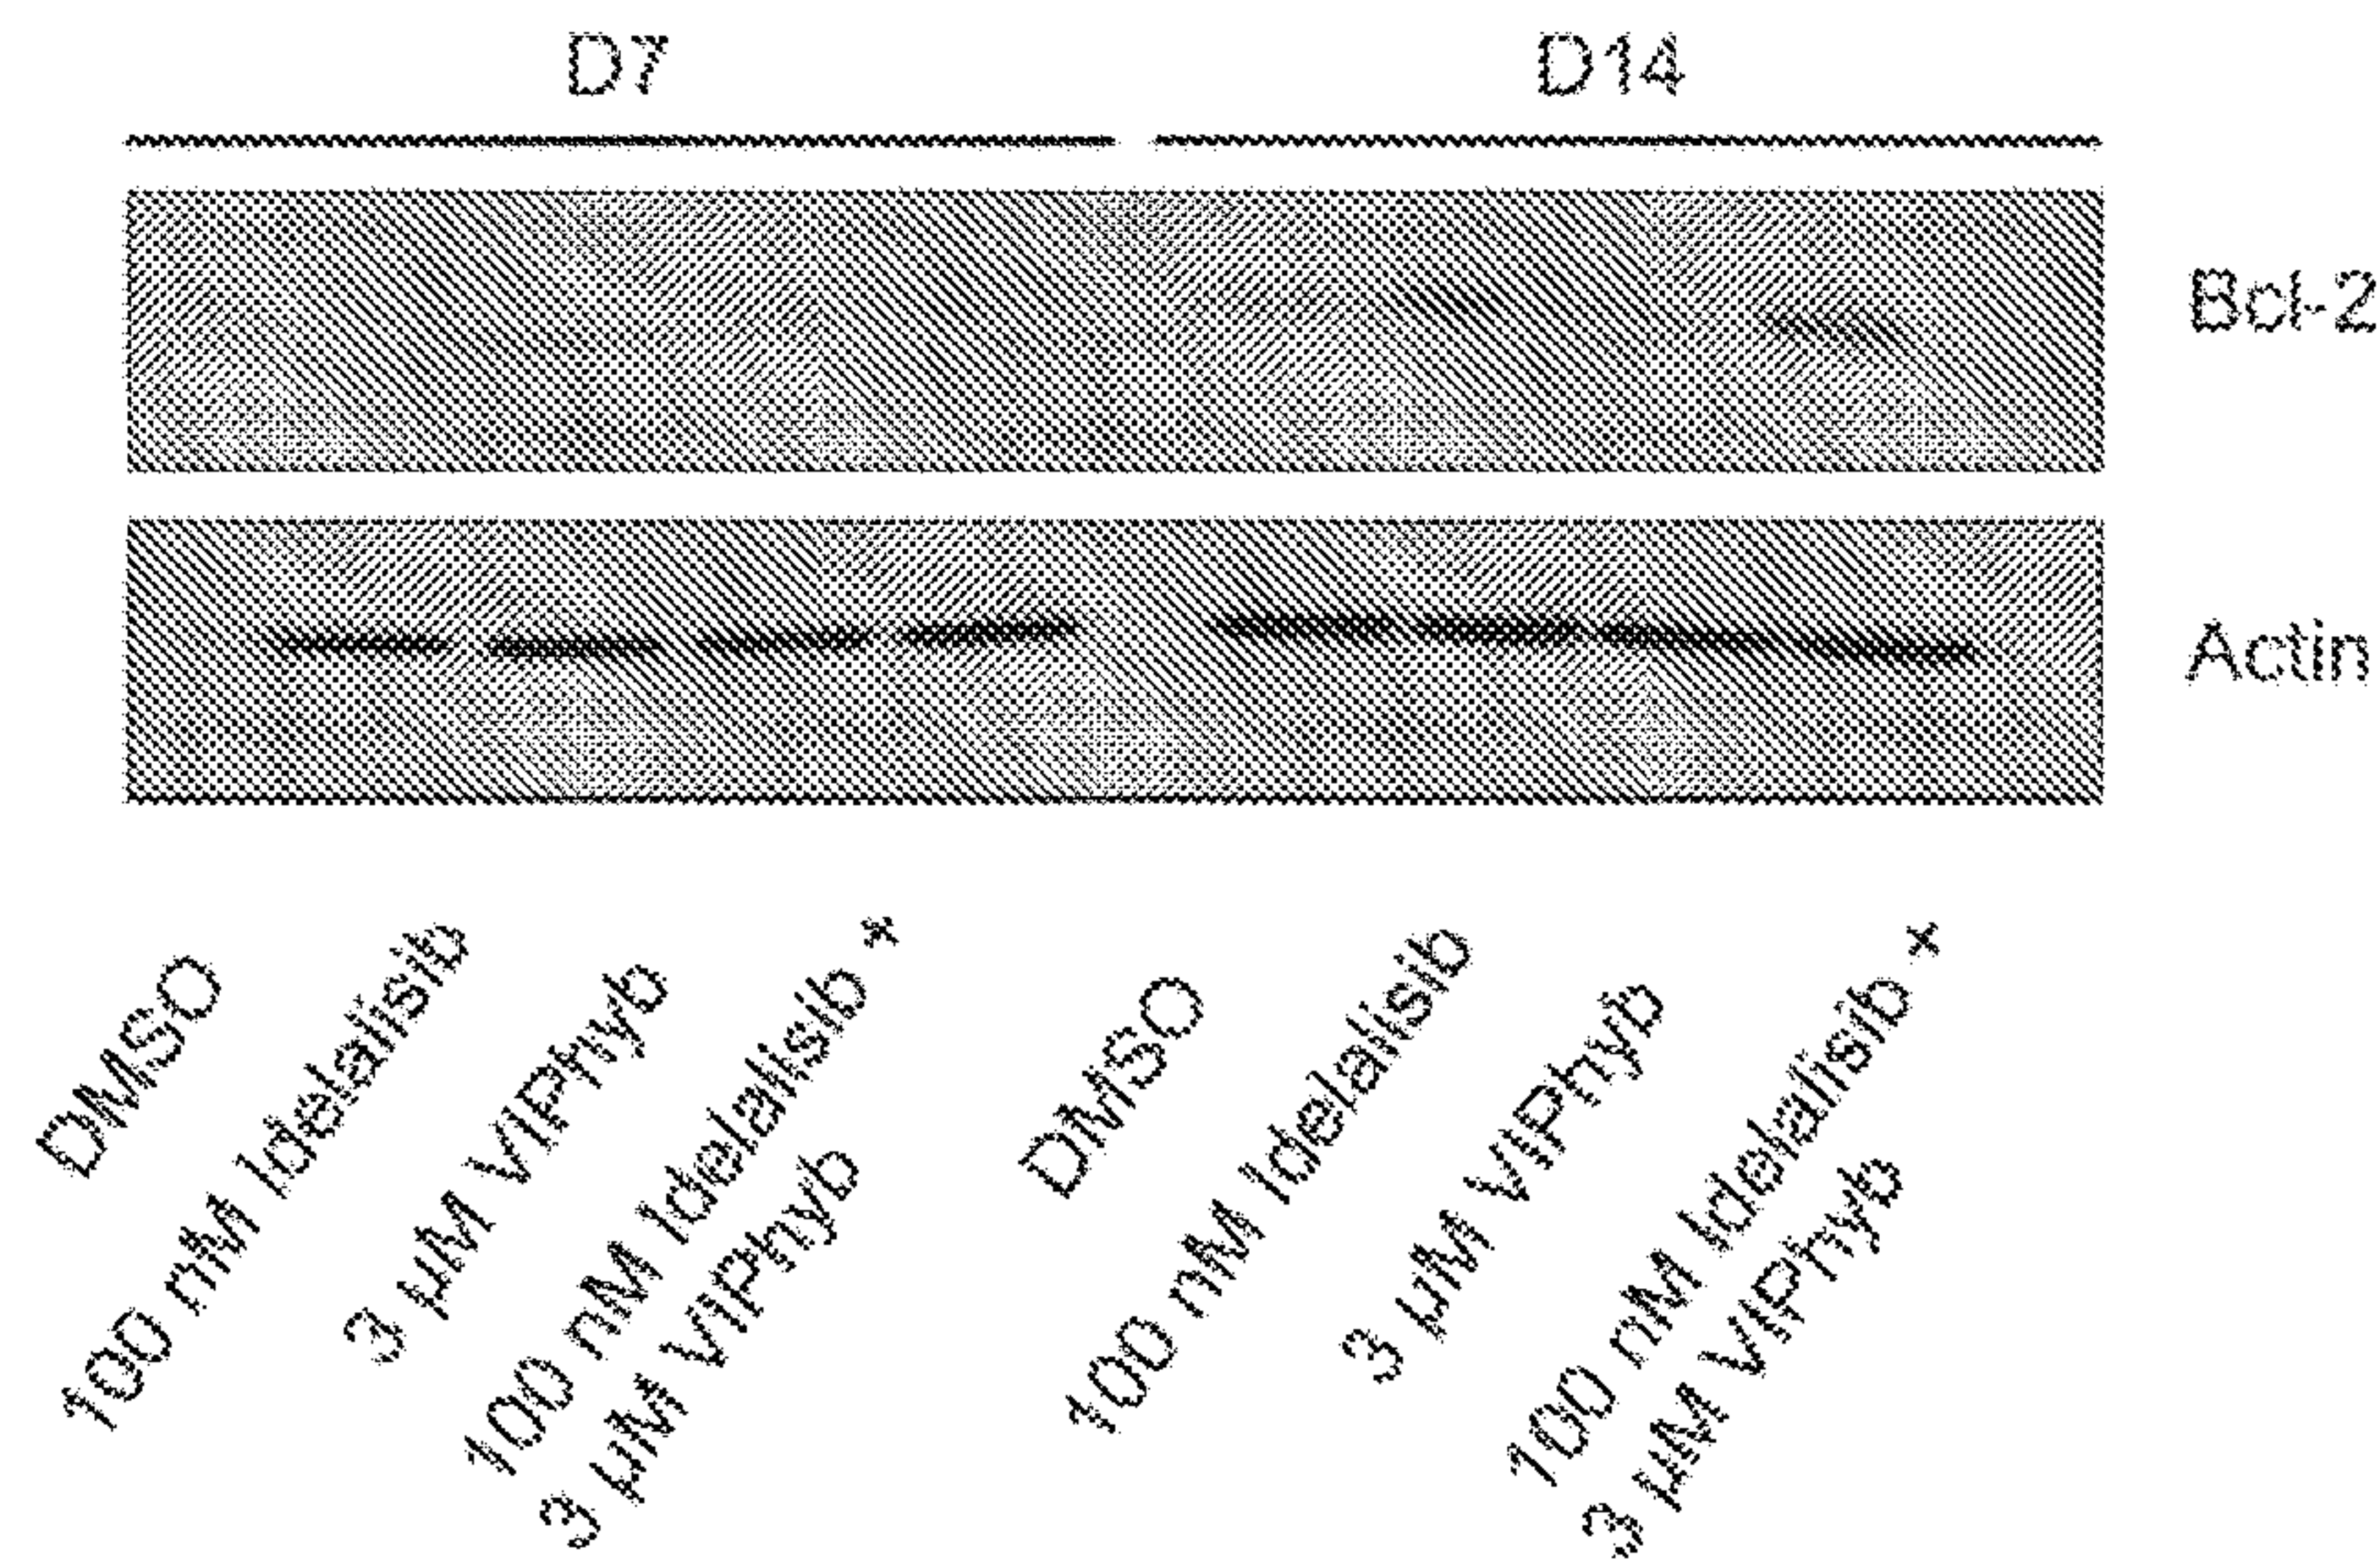 D7 D14
Bcl-2
Actin
DMSO
100 nM Idelalisib
3 µM VIPhyb
100 nM Idelalisib +
3 µM VIPhyb
DMSO
100 nM Idelalisib
3 µM VIPhyb
100 nM Idelalisib +
3 µM VIPhyb